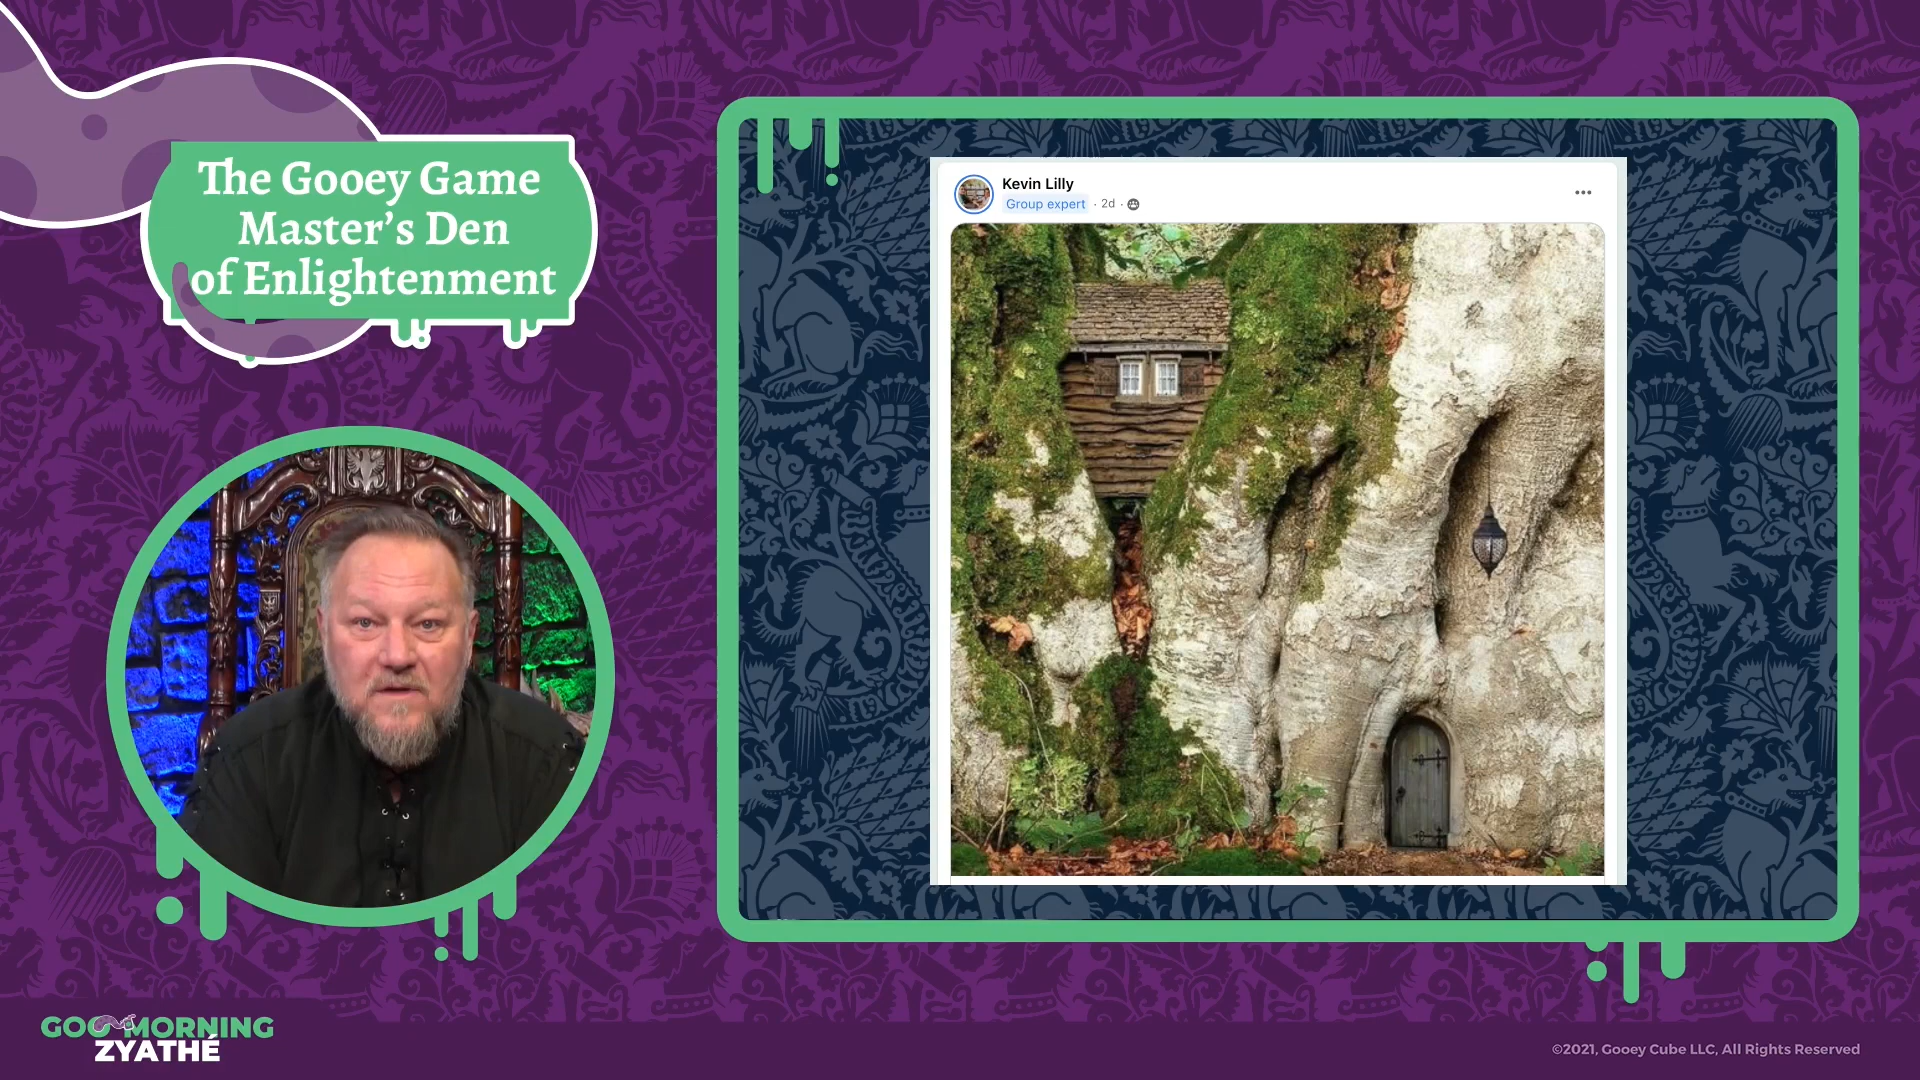 The Gooey Game
Master's Den
of Enlightenment
Kevin Lilly
Group expert · 2d ·
GOO MORNING
ZYATHÉ
©2021, Gooey Cube LLC, All Rights Reserved